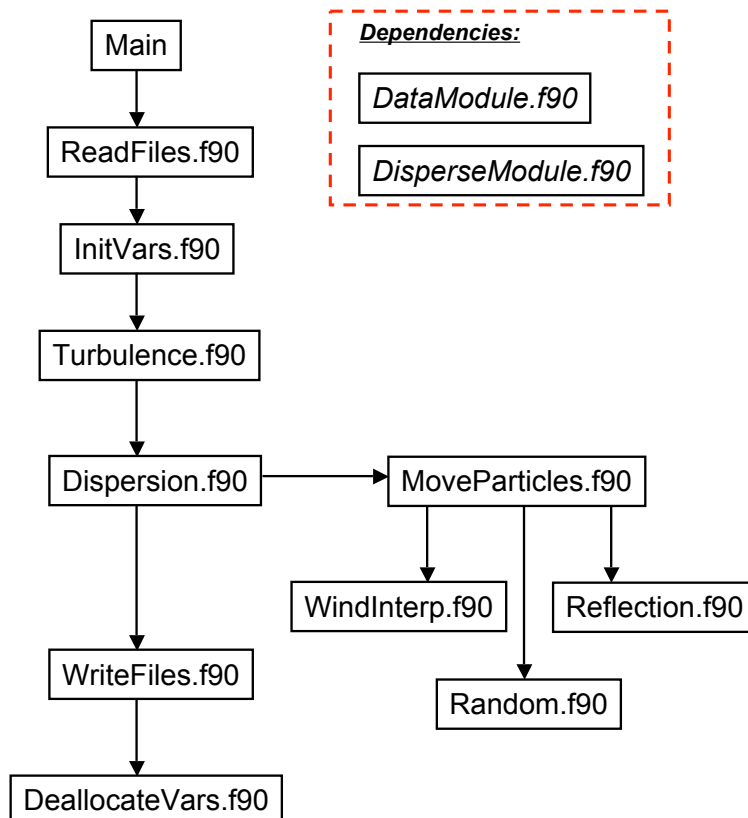 Main
Dependencies:
DataModule.f90
ReadFiles.f90
DisperseModule.f90
InitVars.f90
Turbulence.f90
Dispersion.f90
MoveParticles.f90
WindInterp.f90
Reflection.f90
WriteFiles.f90
Random.f90
DeallocateVars.f90